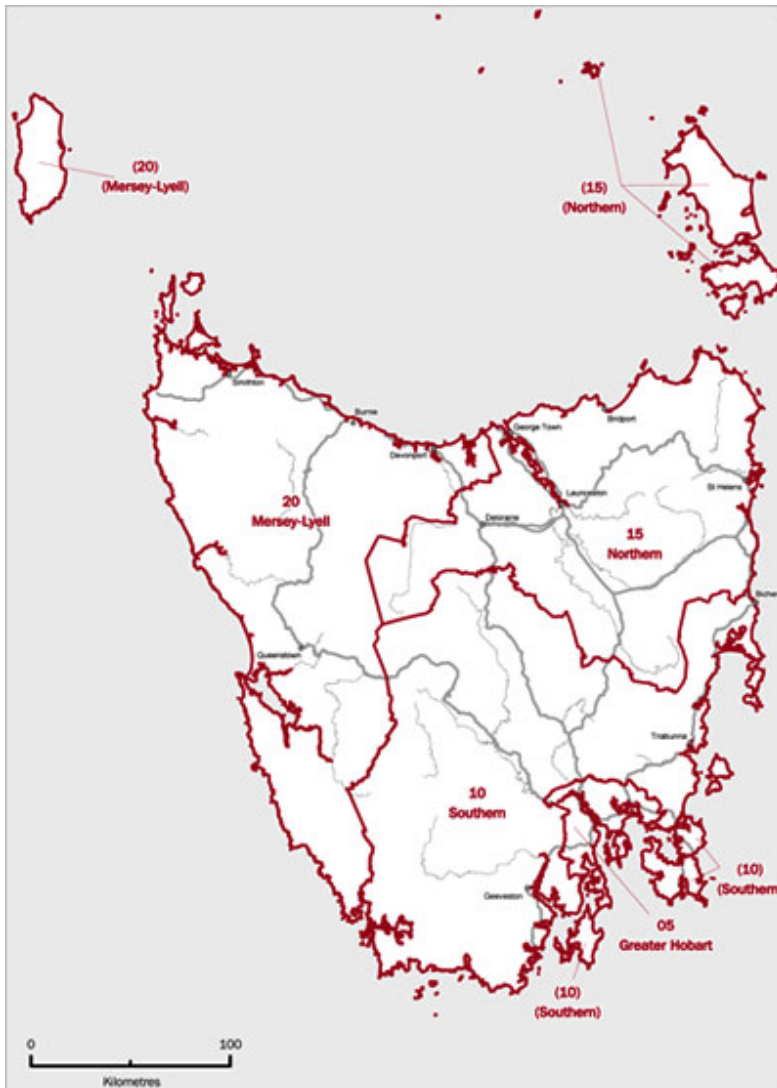 (20)
(Mersey-Lyell)
(15)
(Northern)
Smithton
Burnie
George Town
Bridport
Devonport
Launceston
St Helens
20
Mersey-Lyell
Deloraine
15
Northern
Bicheno
Queenstown
Triabunna
10
Southern
(10)
(Southern
Geeveston
05
Greater Hobart
(10)
(Southern)
0
100
Kilometres